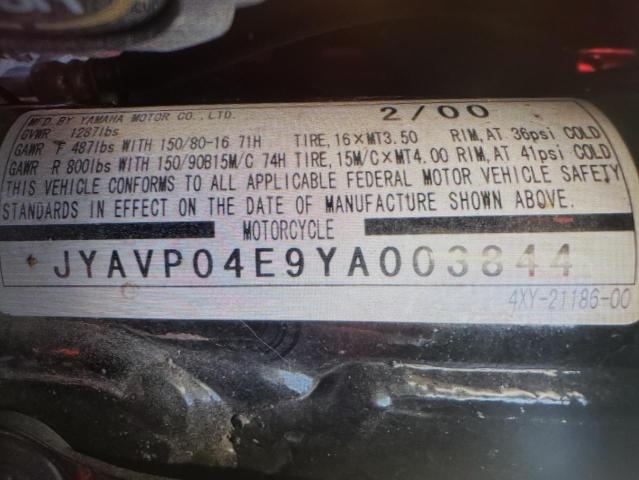 MFD.BY YAMAHA MOTOR CO.,LTD. 2/00
GVWR 1287lbs
GAWR F 487lbs WITH 150/80-16 71H TIRE,16×MT3.50 RIM,AT 36psi COLD
GAWR R 800lbs WITH 150/90B15M/C 74H TIRE,15M/C×MT4.00 RIM,AT 41psi COLD
THIS VEHICLE CONFORMS TO ALL APPLICABLE FEDERAL MOTOR VEHICLE SAFETY
STANDARDS IN EFFECT ON THE DATE OF MANUFACTURE SHOWN ABOVE.
MOTORCYCLE
JYAVP04E9YA003844
4XY-21186-00